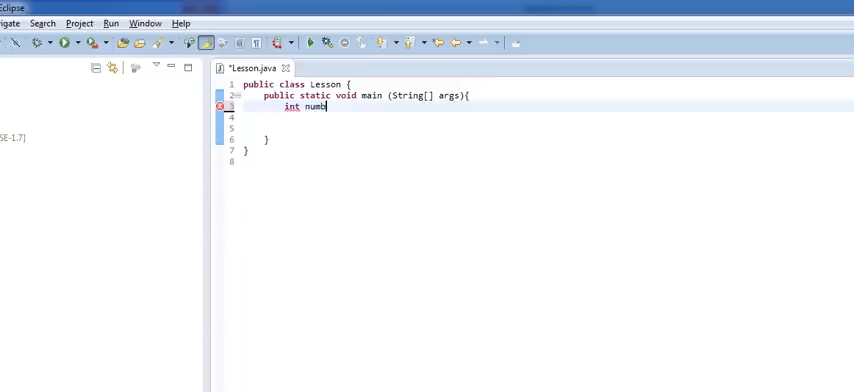 Eclipse
vigate Search Project Run Window Help
*Lesson.java
1 public class Lesson {
2 public static void main (String[] args){
3 int numb
4
5
6 }
7 }
8
SE-1.7]